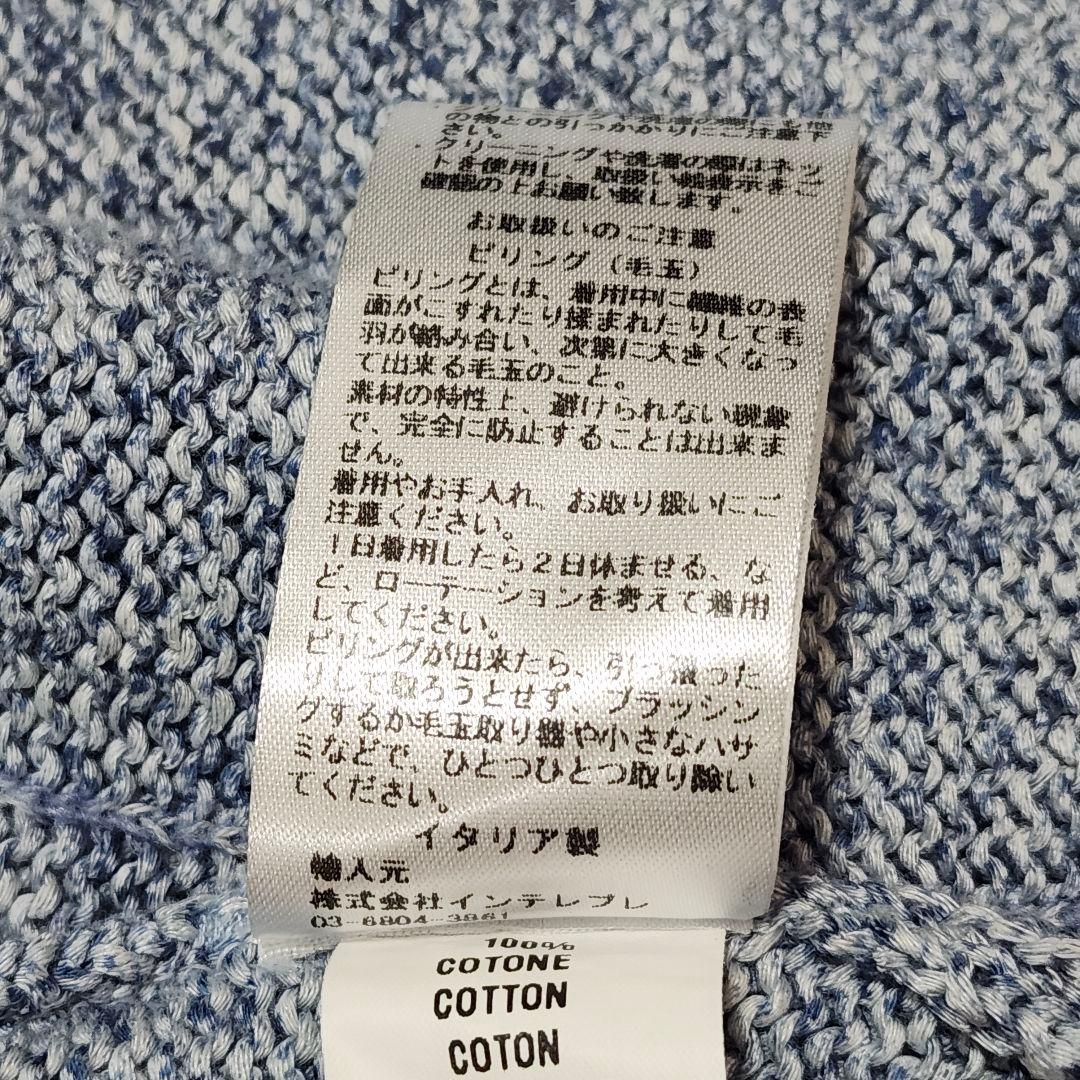 の物との引っかかりにご注意下
さい。
クリーニングや洗濯の際はネッ
トを使用し、取扱い絵表示をご
確認の上お願い致します。
お取扱いのご注意
ピリング（毛玉）
ピリングとは、着用中に繊維の表
面がこすれたり揉まれたりして毛
羽が絡み合い、次第に大きくなっ
て出来る毛玉のこと。
素材の特性上、避けられない現象
で、完全に防止することは出来ま
せん。
着用やお手入れ、お取り扱いにご
注意ください。
1日着用したら2日休ませる、な
ど、ローテーションを考えて着用
してください。
ピリングが出来たら、引っ張った
りして取ろうとせず、ブラッシン
グするか毛玉取り器や小さなハサ
ミなどで、ひとつひとつ取り除い
てください。
イタリア製
輸入元
株式会社インテレプレ
03-6804-3861
100%
COTONE
COTTON
COTON